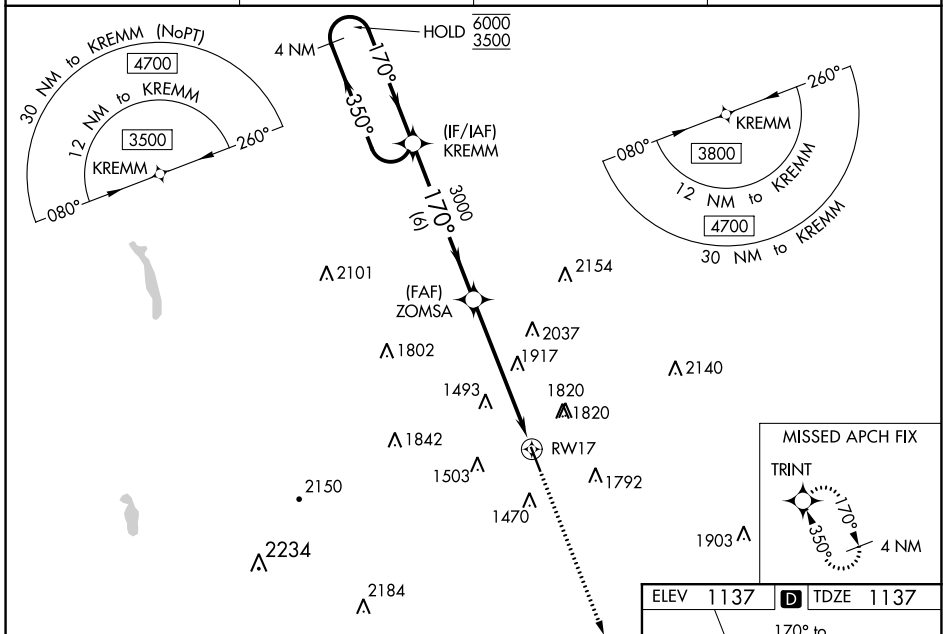 30 NM to KREMM (NoPT)
4700
12 NM to KREMM
3500
KREMM
260°
080°
HOLD 6000
3500
4 NM
170°
350°
(IF/IAF)
KREMM
3000
170°
(6)
260°
KREMM
080°
3800
12 NM to KREMM
4700
30 NM to KREMM
2101
2154
(FAF)
ZOMSA
2037
1802
1917
2140
1493
1820
1820
1842
RW17
1503
1792
2150
1470
1903
2234
2184
MISSED APCH FIX
TRINT
170°
350°
4 NM
ELEV 1137 D TDZE 1137
170° to